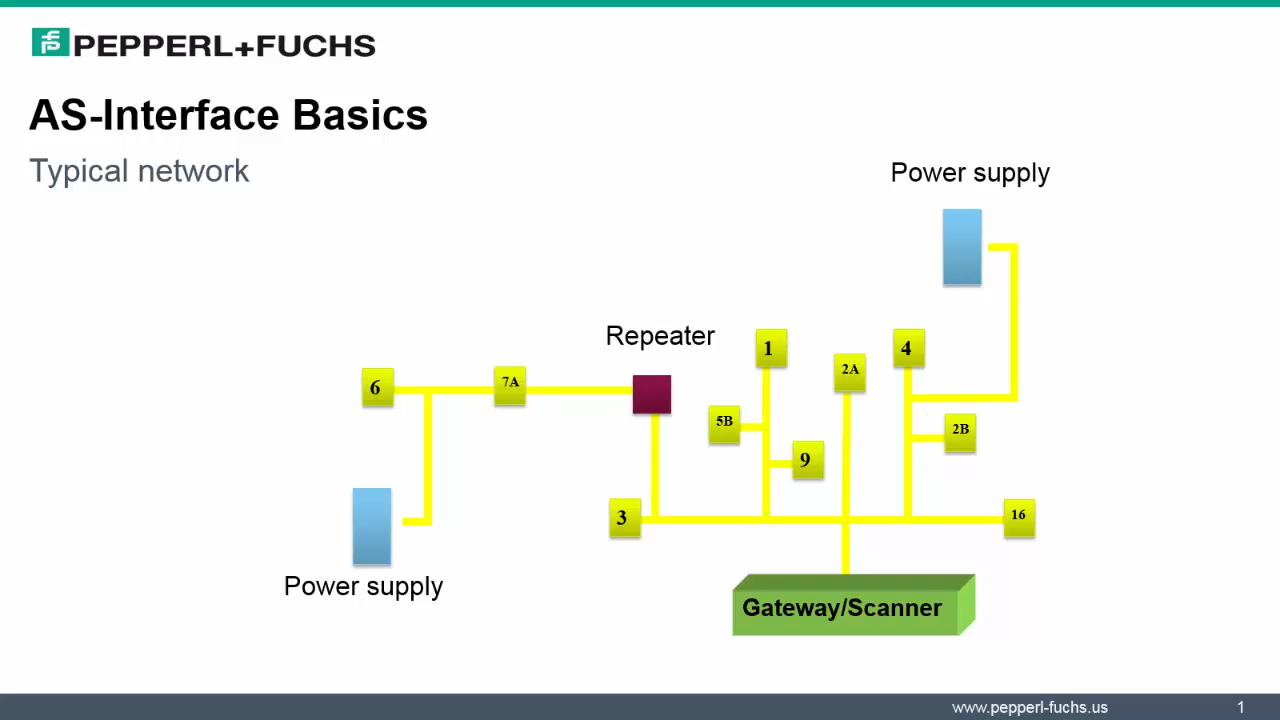 PEPPERL+FUCHS
AS-Interface Basics
Typical network
Power supply
Repeater
1
4
2A
6
7A
5B
2B
9
3
16
Power supply
Gateway/Scanner
www.pepperl-fuchs.us
1